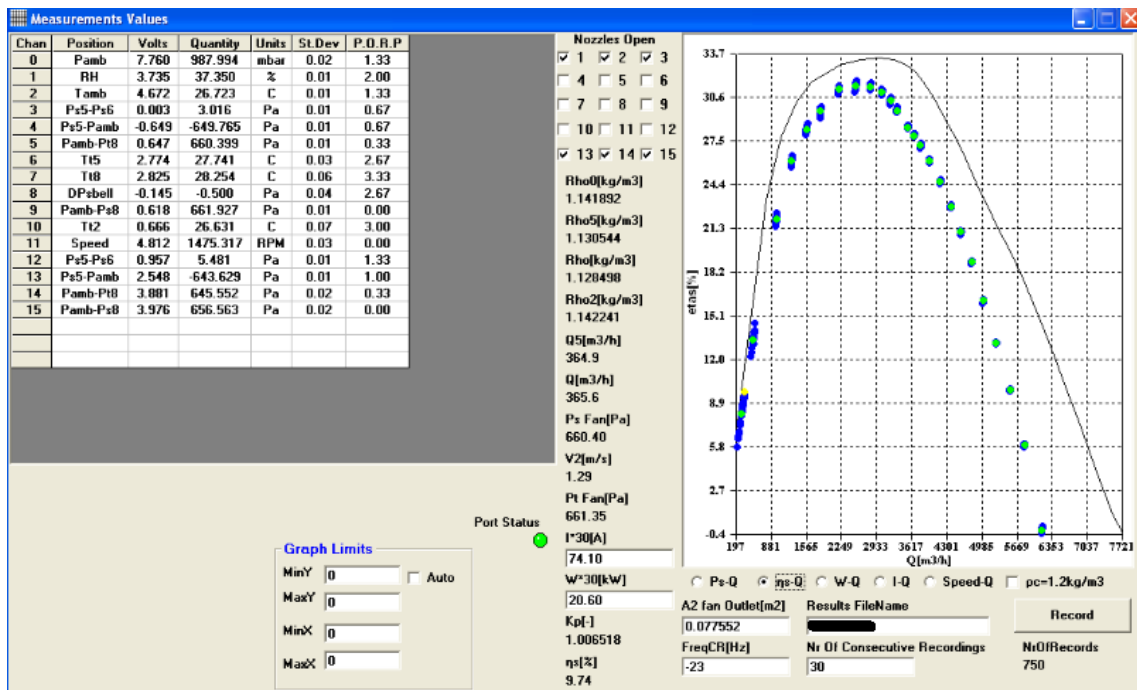 Measurements Values
Chan Position Volts Quantity Units St.Dev P.O.R.P
0 Pamb 7.760 987.994 mbar 0.02 1.33
1 RH 3.735 37.350 % 0.01 2.00
2 Tamb 4.672 26.723 C 0.01 1.33
3 Ps5-Ps6 0.003 3.016 Pa 0.01 0.67
4 Ps5-Pamb -0.649 -649.765 Pa 0.01 0.67
5 Pamb-Pt8 0.647 660.399 Pa 0.01 0.33
6 Tt5 2.774 27.741 C 0.03 2.67
7 Tt8 2.825 28.254 C 0.06 3.33
8 DPsbell -0.145 -0.500 Pa 0.04 2.67
9 Pamb-Ps8 0.618 661.927 Pa 0.01 0.00
10 Tt2 0.666 26.631 C 0.07 3.00
11 Speed 4.812 1475.317 RPM 0.03 0.00
12 Ps5-Ps6 0.957 5.481 Pa 0.01 1.33
13 Ps5-Pamb 2.548 -643.629 Pa 0.01 1.00
14 Pamb-Pt8 3.881 645.552 Pa 0.02 0.33
15 Pamb-Ps8 3.976 656.563 Pa 0.02 0.00
Port Status
Graph Limits
MinY 0 Auto
MaxY 0
MinX 0
MaxX 0
Nozzles Open
1 2 3
4 5 6
7 8 9
10 11 12
13 14 15
Rho0[kg/m3]
1.141892
Rho5[kg/m3]
1.130544
Rho[kg/m3]
1.128498
Rho2[kg/m3]
1.142241
Q5[m3/h]
364.9
Q[m3/h]
365.6
Ps Fan[Pa]
660.40
V2[m/s]
1.29
Pt Fan[Pa]
661.35
I*30[A]
74.10
W*30[kW]
20.60
Kp[-]
1.006518
ηs[%]
9.74
etas[%]
33.7
30.6
27.5
24.4
21.3
18.2
15.1
12.0
8.9
5.8
2.7
-0.4
197 881 1565 2249 2933 3617 4301 4985 5669 6353 7037 7721
Q[m3/h]
Ps-Q ηs-Q W-Q I-Q Speed-Q ρc=1.2kg/m3
A2 fan Outlet[m2] Results FileName
0.077552
Record
FreqCR[Hz] Nr Of Consecutive Recordings NrOfRecords
-23 30 750